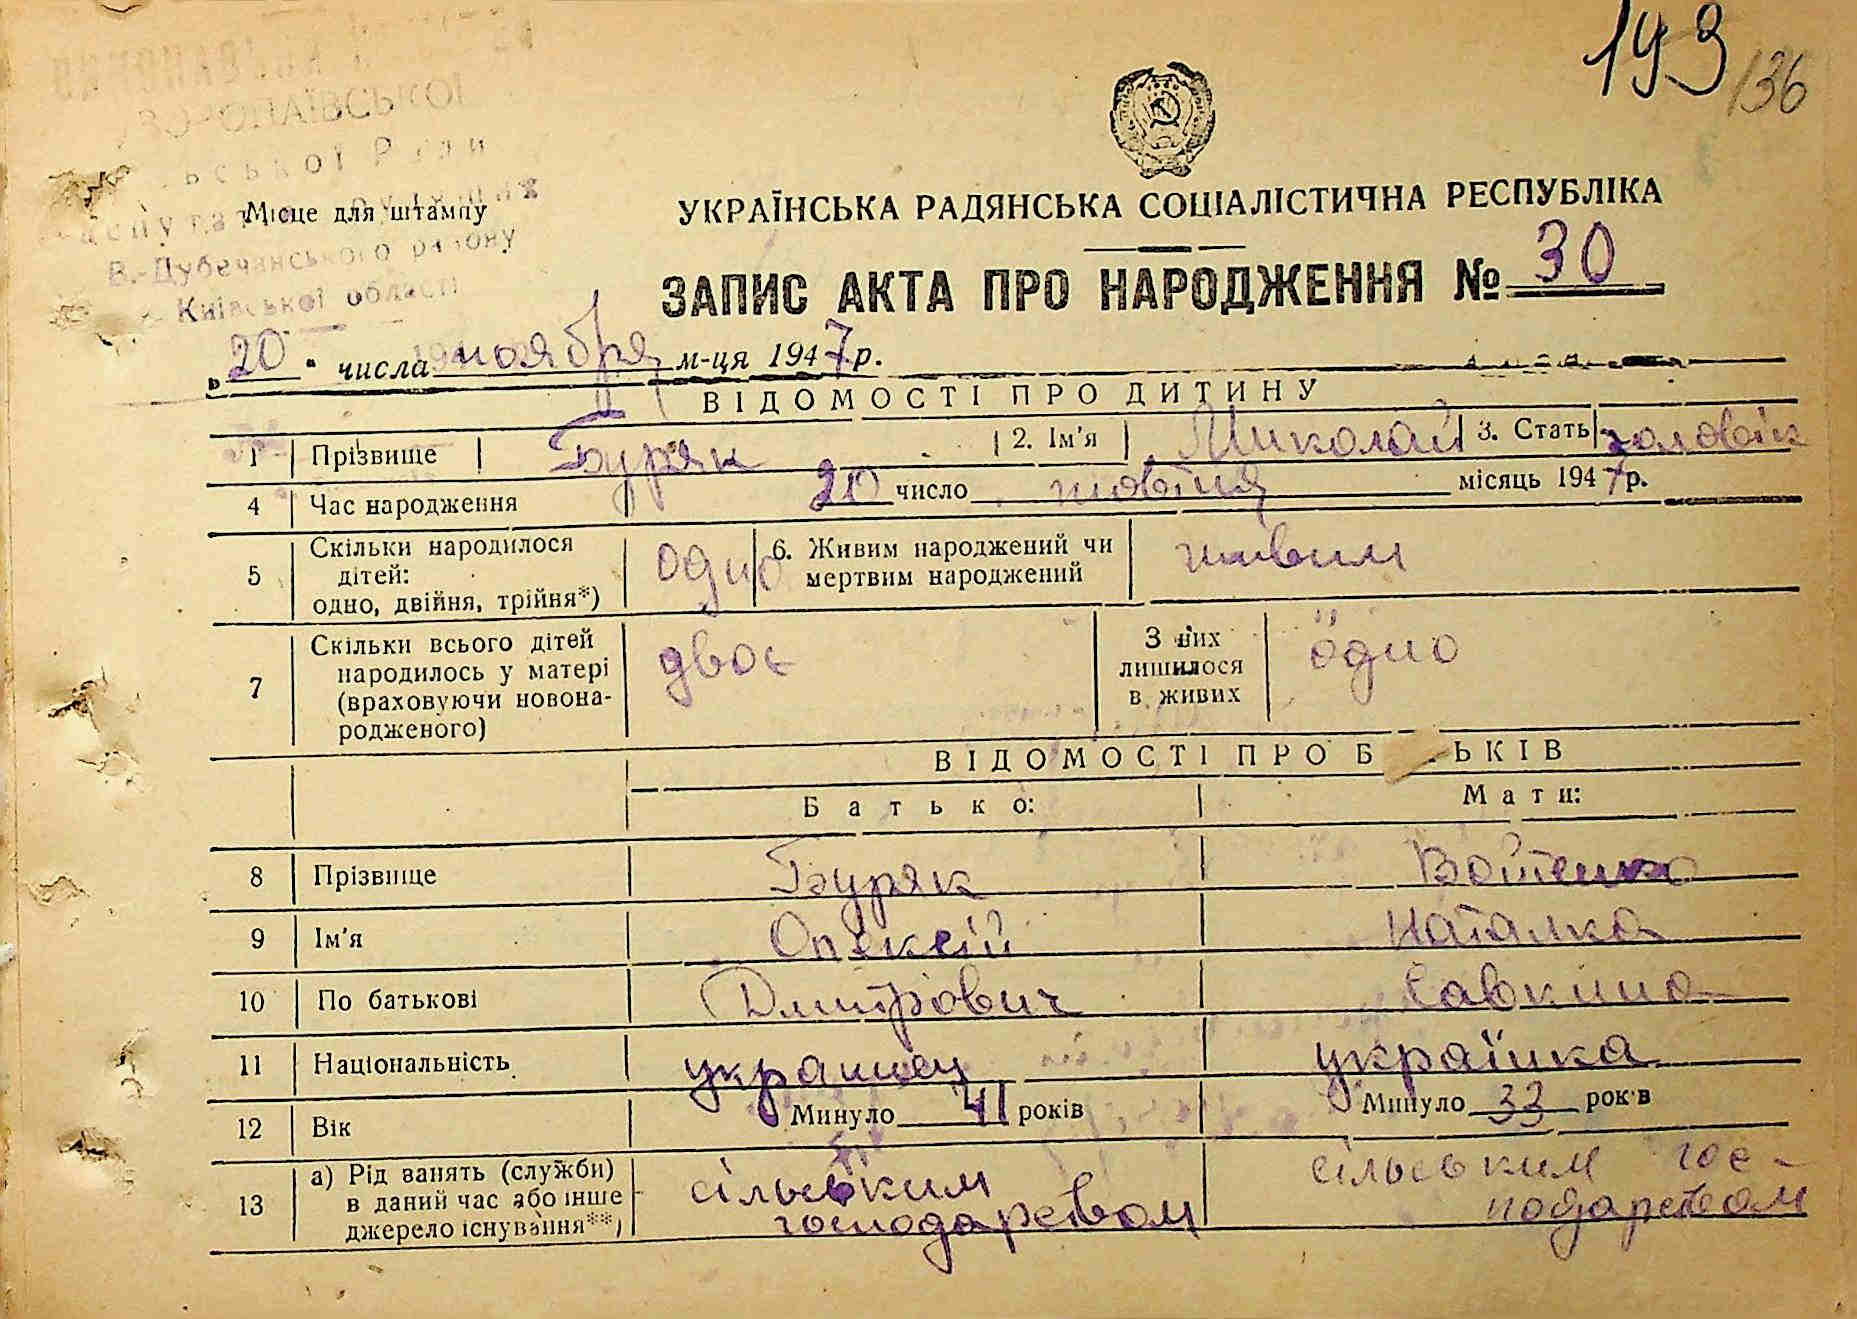 193
136
ВОРОПАЇВСЬКОЇ
Місце для штампу
В.-Дубечанського району
Київської області
УКРАЇНСЬКА РАДЯНСЬКА СОЦІАЛІСТИЧНА РЕСПУБЛІКА
ЗАПИС АКТА ПРО НАРОДЖЕННЯ № 30
„20" числа ноября м-ця 1947 р.
ВІДОМОСТІ ПРО ДИТИНУ
1 Прізвище Буряк 2. Ім'я Миколай 3. Стать чоловік
4 Час народження 20 число жовтня місяць 1947 р.
5 Скільки народилося дітей: одно, двійня, трійня*) одно 6. Живим народжений чи мертвим народжений живим
7 Скільки всього дітей народилось у матері (враховуючи новонародженого) двоє З них лишилося в живих одно
ВІДОМОСТІ ПРО Б ЬКІВ
Батько: Мати:
8 Прізвище Буряк Войтенко
9 Ім'я Олексій Наталка
10 По батькові Дмитрович Савкина
11 Національність украинец українка
12 Вік Минуло 41 років Минуло 33 років
13 а) Рід занять (служби) в даний час або інше джерело існування**) сільським господарством сільським господарством